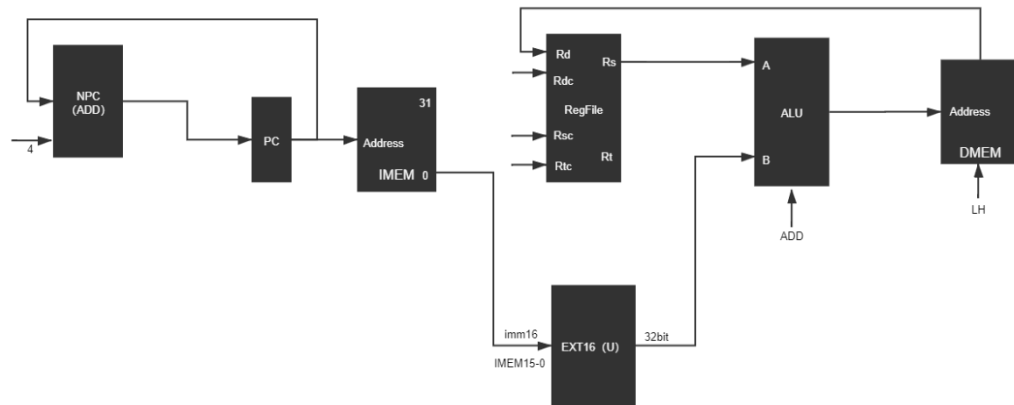 NPC
(ADD)
4
PC
31
Address
IMEM 0
Rd
Rs
Rdc
RegFile
Rsc
Rt
Rtc
A
ALU
B
ADD
Address
DMEM
LH
imm16
IMEM15-0
EXT16 (U)
32bit